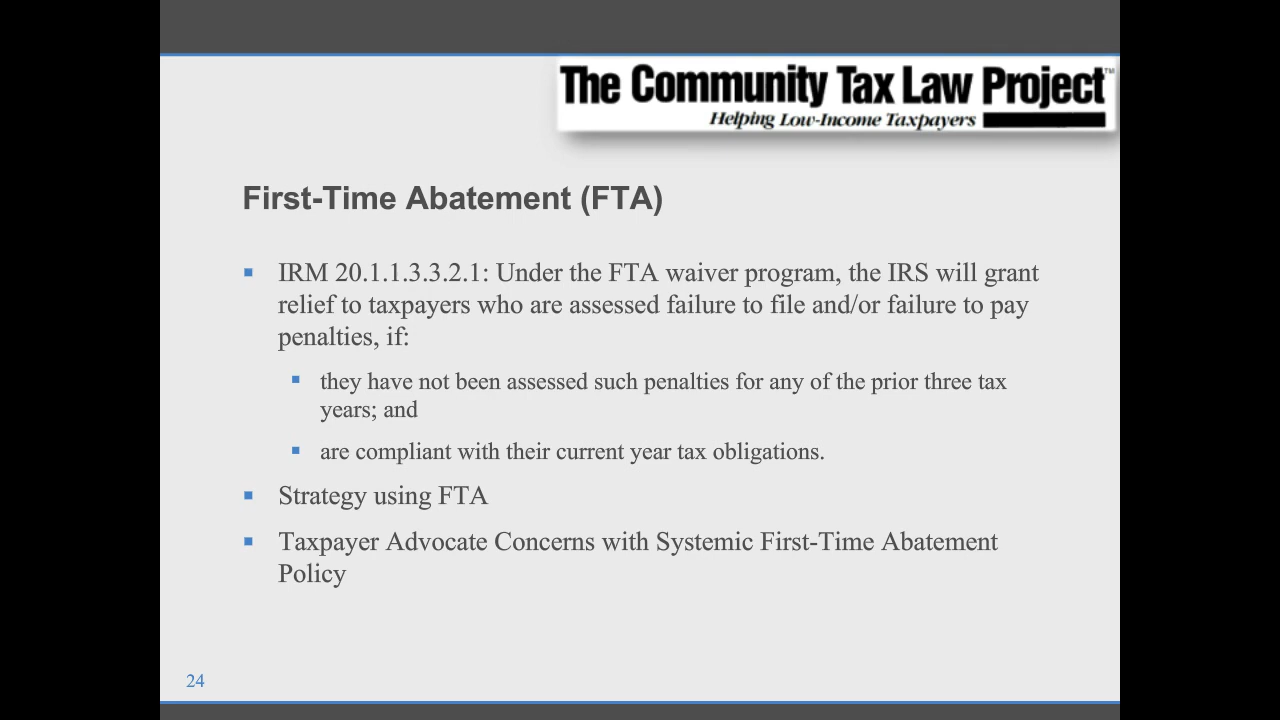 The Community Tax Law Project™
Helping Low-Income Taxpayers
First-Time Abatement (FTA)
▪ IRM 20.1.1.3.3.2.1: Under the FTA waiver program, the IRS will grant
relief to taxpayers who are assessed failure to file and/or failure to pay
penalties, if:
▪ they have not been assessed such penalties for any of the prior three tax
years; and
▪ are compliant with their current year tax obligations.
▪ Strategy using FTA
▪ Taxpayer Advocate Concerns with Systemic First-Time Abatement
Policy
24